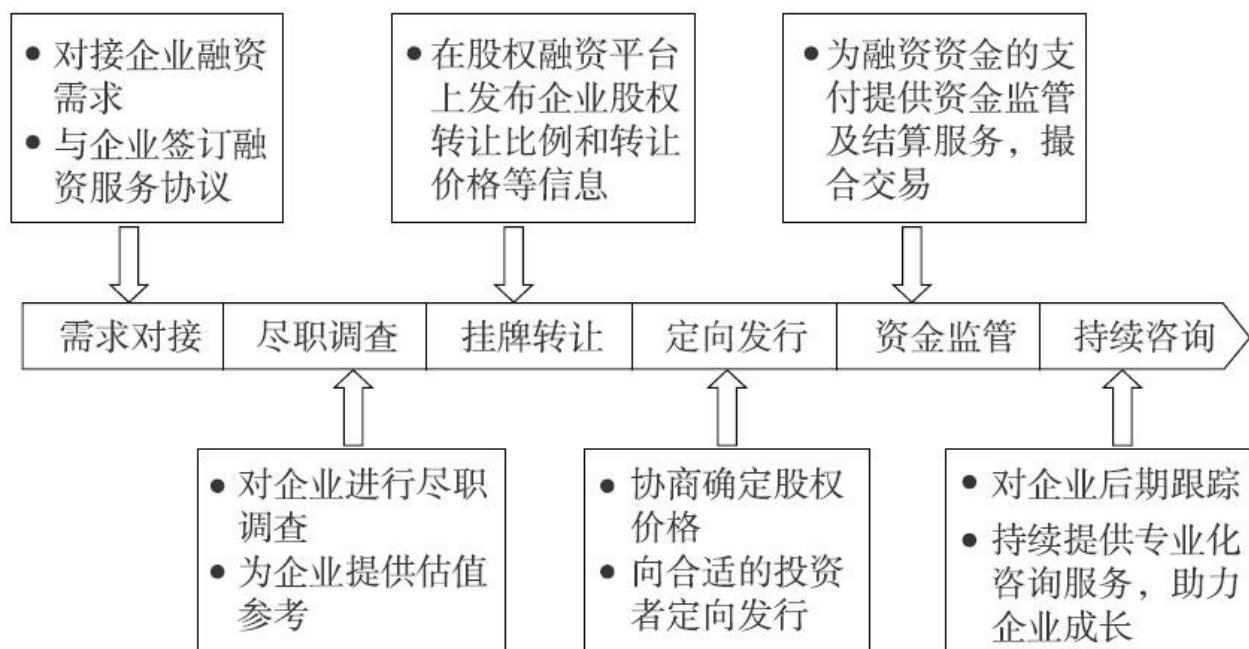 ● 对接企业融资
需求
● 与企业签订融
资服务协议
● 在股权融资平台
上发布企业股权
转让比例和转让
价格等信息
● 为融资资金的支
付提供资金监管
及结算服务，撮
合交易
需求对接
尽职调查
挂牌转让
定向发行
资金监管
持续咨询
● 对企业进行尽职
调查
● 为企业提供估值
参考
● 协商确定股权
价格
● 向合适的投资
者定向发行
● 对企业后期跟踪
● 持续提供专业化
咨询服务，助力
企业成长